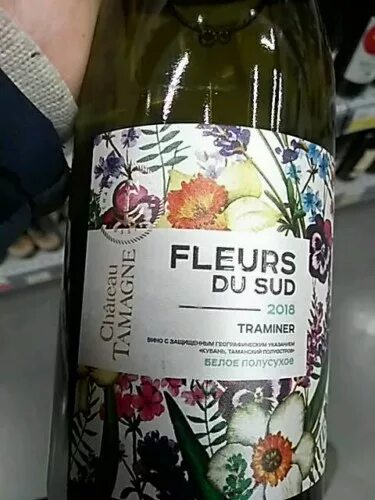 Château
TAMAGNE
FLEURS
DU SUD
2018
TRAMINER
ВИНО С ЗАЩИЩЕННЫМ ГЕОГРАФИЧЕСКИМ УКАЗАНИЕМ
«КУБАНЬ. ТАМАНСКИЙ ПОЛУОСТРОВ»
БЕЛОЕ ПОЛУСУХОЕ